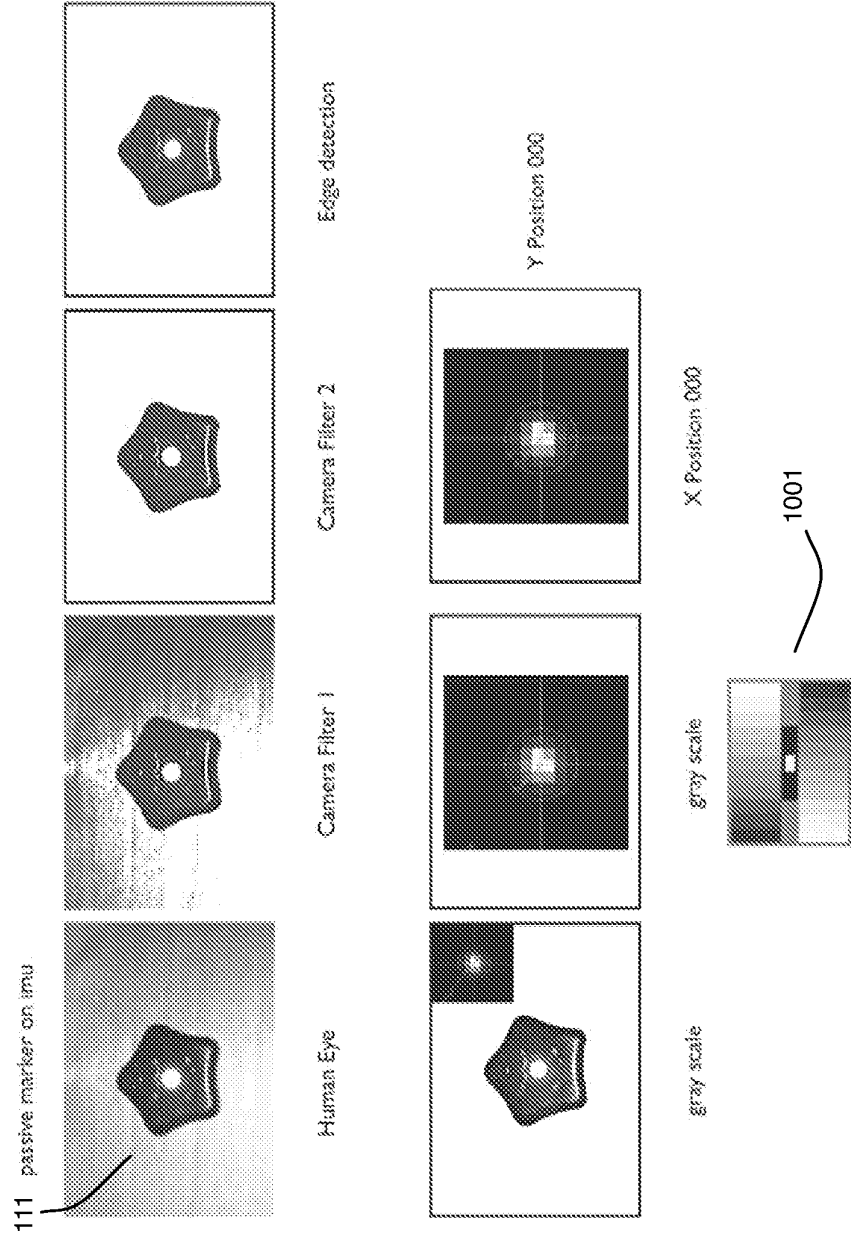 111
passive marker on imu
Human Eye
Camera Filter 1
Camera Filter 2
Edge detection
gray scale
gray scale
X Position 000
Y Position 000
1001